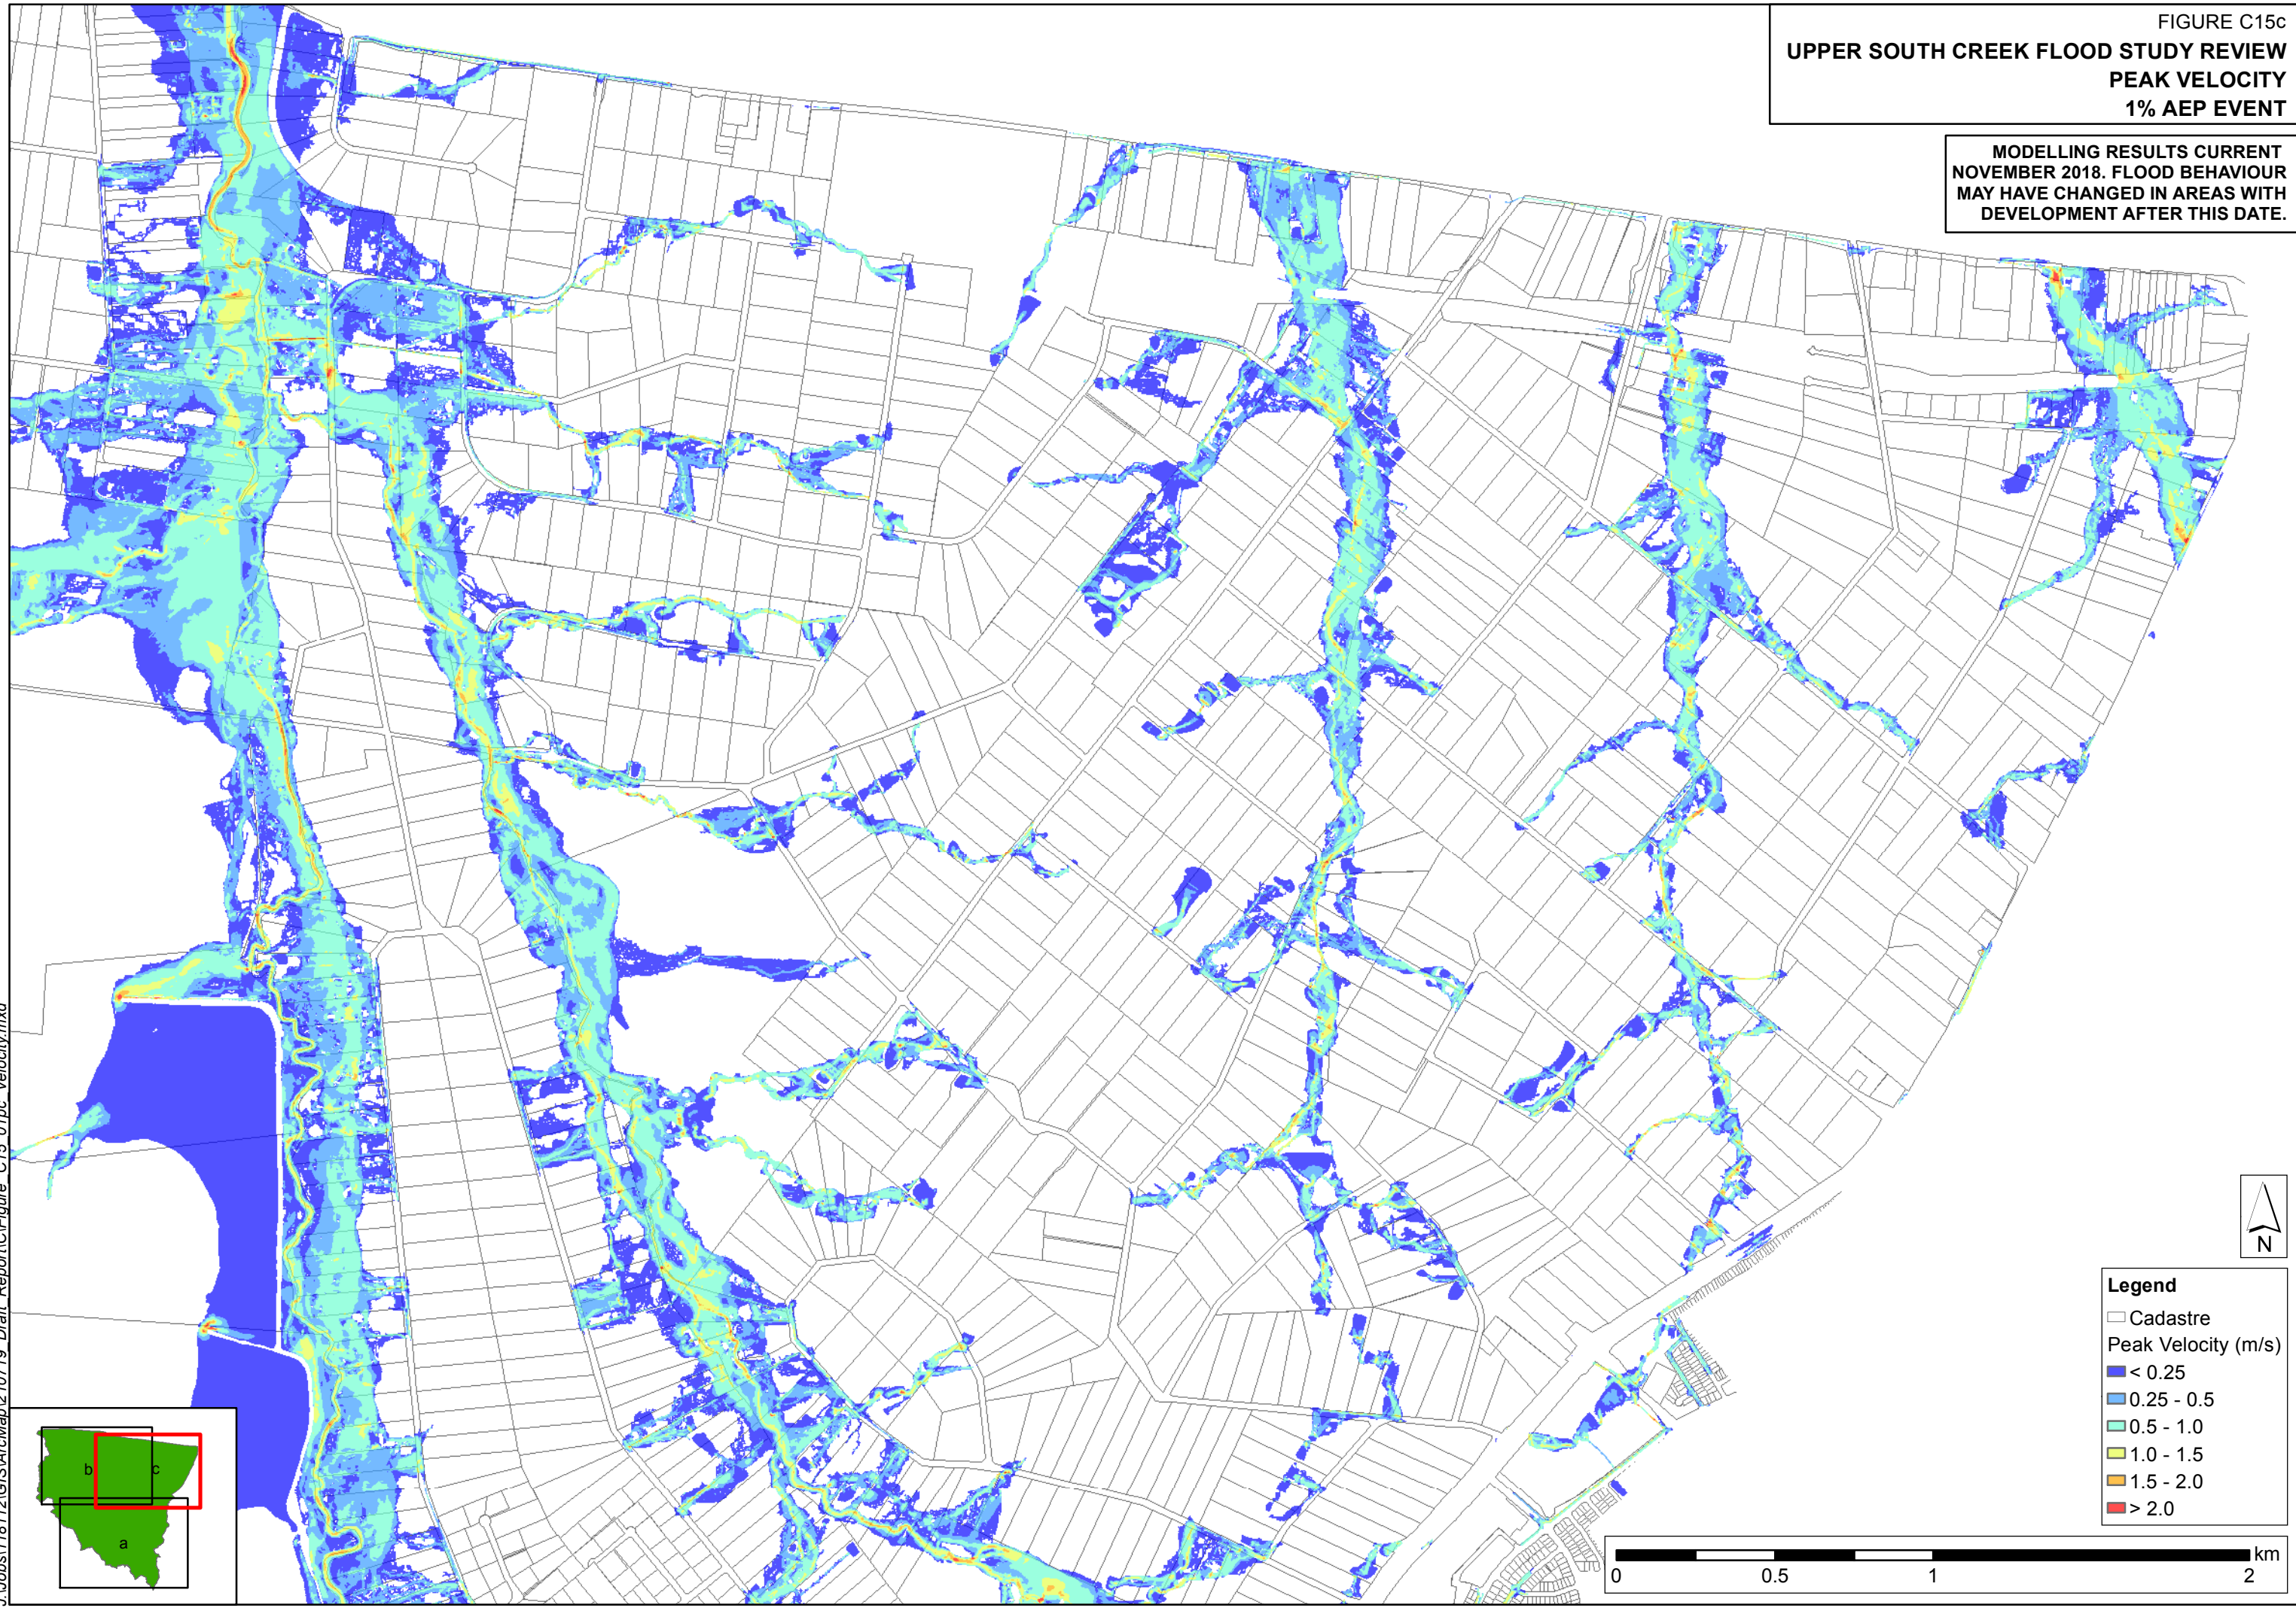 FIGURE C15c
UPPER SOUTH CREEK FLOOD STUDY REVIEW
PEAK VELOCITY
1% AEP EVENT
MODELLING RESULTS CURRENT
NOVEMBER 2018. FLOOD BEHAVIOUR
MAY HAVE CHANGED IN AREAS WITH
DEVELOPMENT AFTER THIS DATE.
N
Legend
Cadastre
Peak Velocity (m/s)
< 0.25
0.25 - 0.5
0.5 - 1.0
1.0 - 1.5
1.5 - 2.0
> 2.0
km
0 0.5 1 2
b c
a